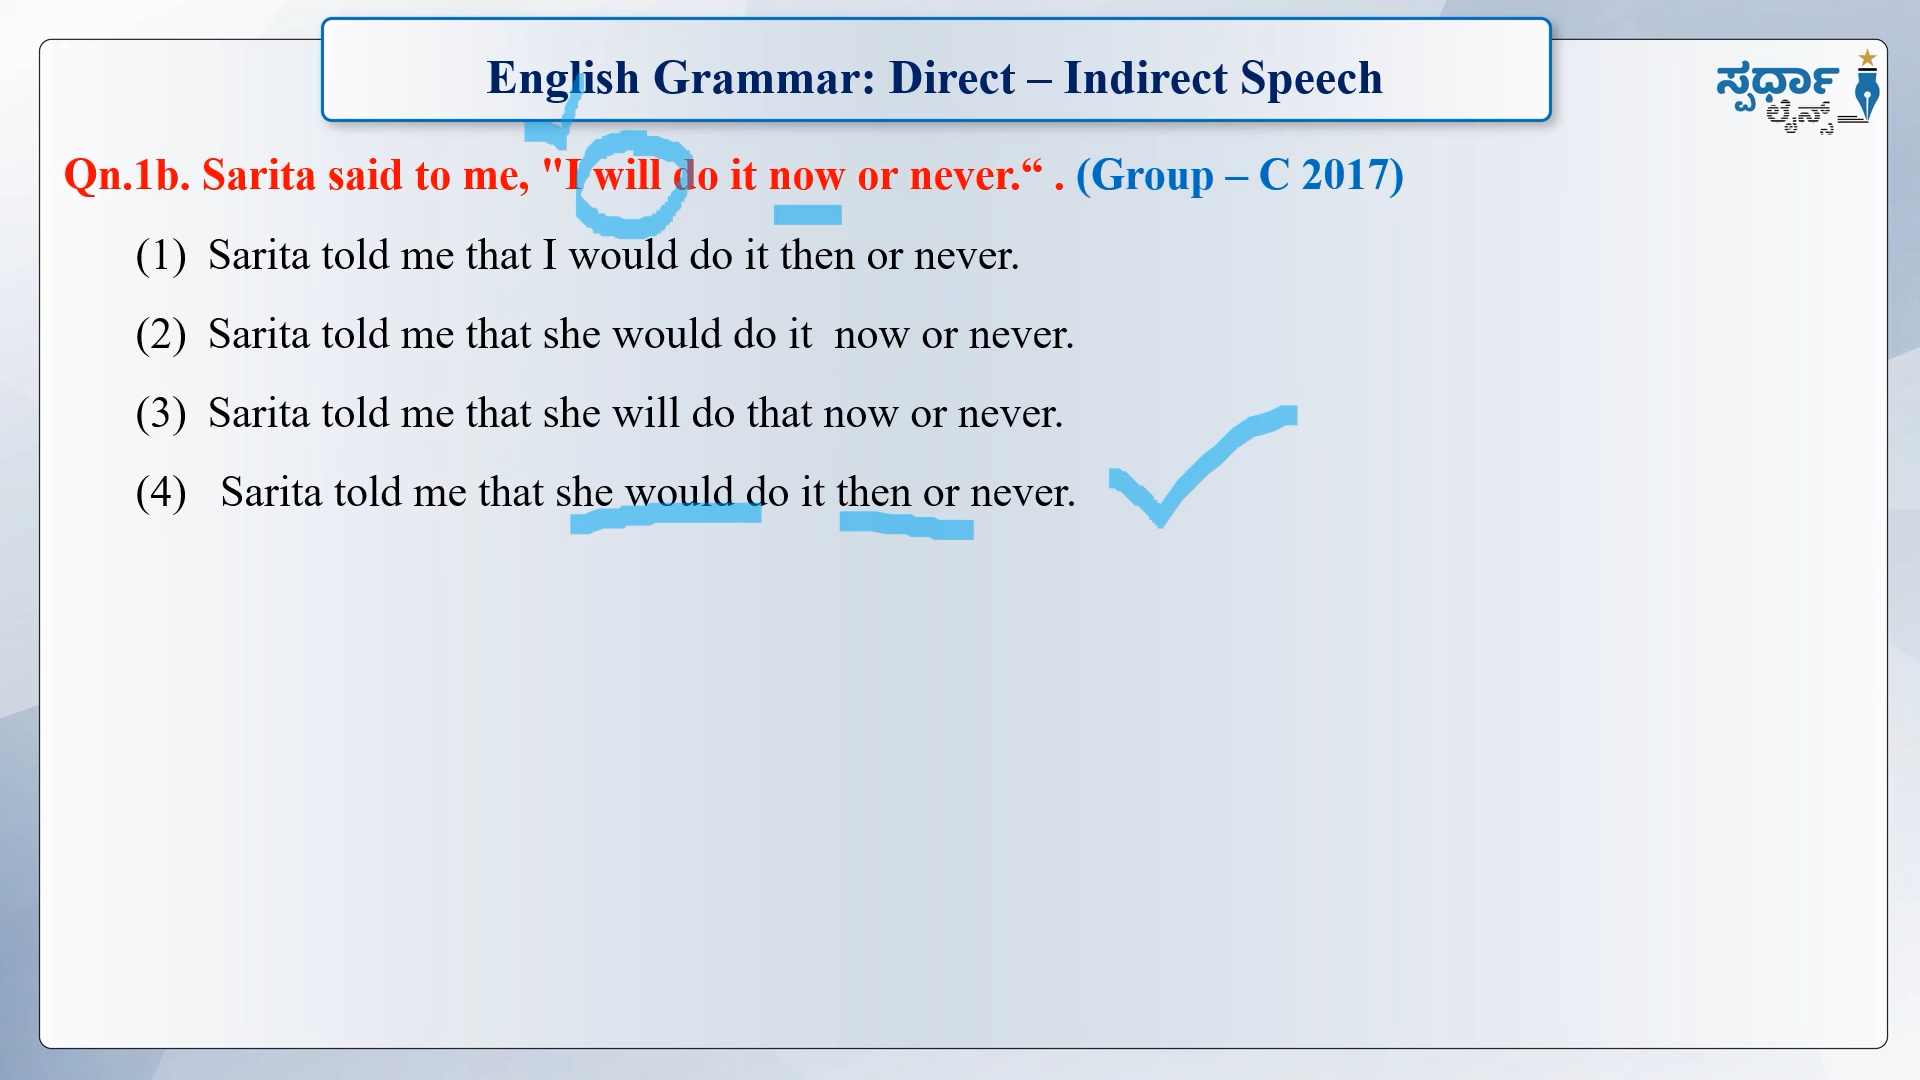 English Grammar: Direct – Indirect Speech
ಸ್ಪರ್ಧಾ
ಲೈನ್ಸ್
Qn.1b. Sarita said to me, "I will do it now or never.“ . (Group – C 2017)
(1) Sarita told me that I would do it then or never.
(2) Sarita told me that she would do it now or never.
(3) Sarita told me that she will do that now or never.
(4) Sarita told me that she would do it then or never.